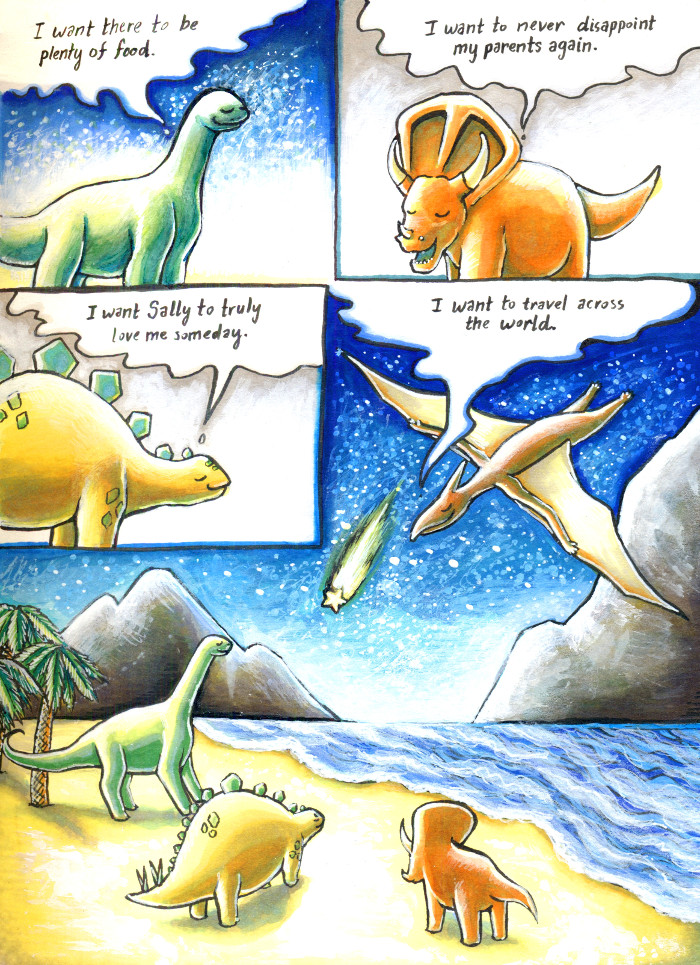 I want there to be
plenty of food.
I want to never disappoint
my parents again.
I want Sally to truly
love me someday.
I want to travel across
the world.